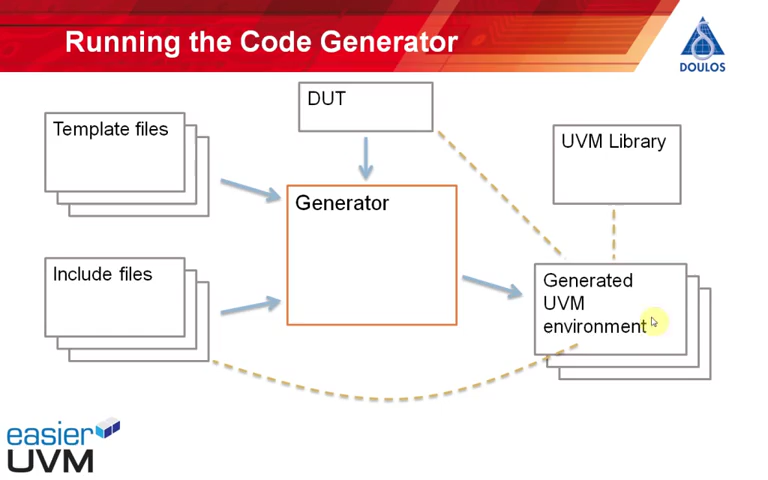 Running the Code Generator
DOULOS
DUT
Template files
UVM Library
Generator
Include files
Generated
UVM
environment
easier
UVM